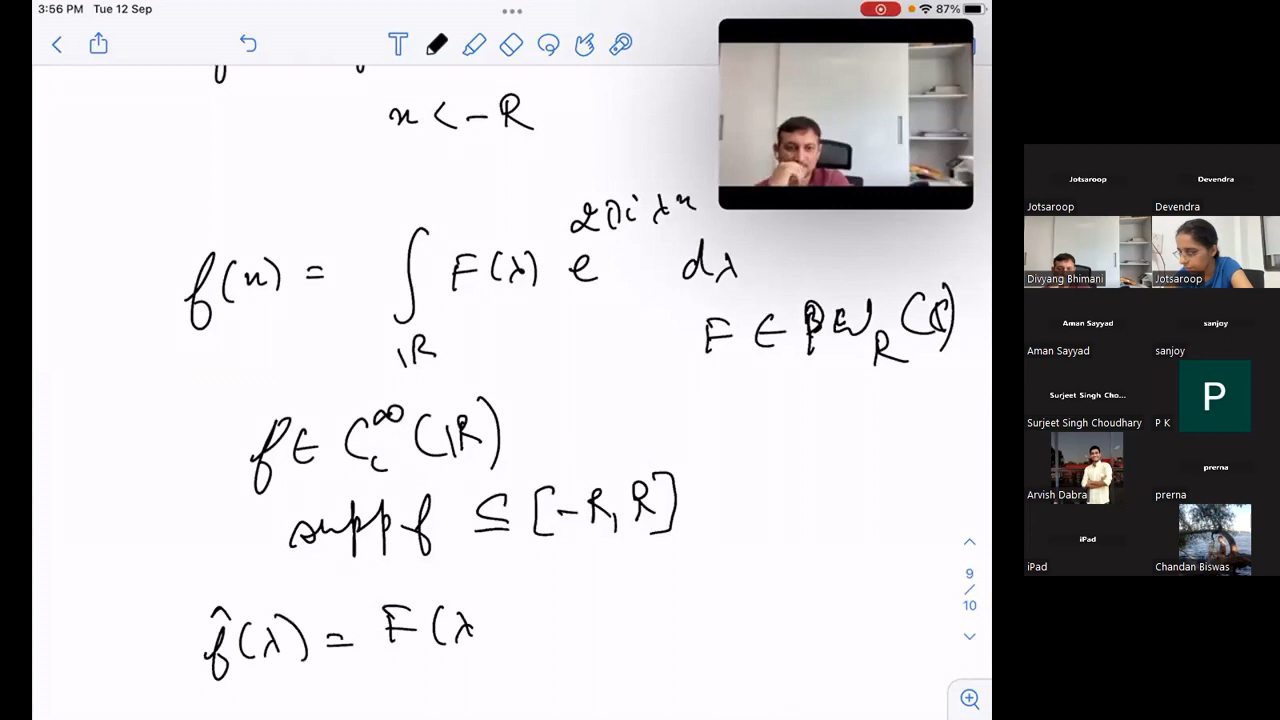 3:56 PM Tue 12 Sep
87%
T
x < - R
f(x) = ∫_ℝ F(λ) e^{2πiλx} dλ
F ∈ PW_R(ℂ)
f ∈ C_c^∞(ℝ)
supp f ⊆ [-R, R]
f̂(λ) = F(λ
9
/
10
Jotsaroop
Jotsaroop
Devendra
Devendra
Divyang Bhimani
Jotsaroop
Aman Sayyad
Aman Sayyad
sanjoy
sanjoy
Surjeet Singh Cho...
Surjeet Singh Choudhary
P
P K
Arvish Dabra
prerna
prerna
iPad
iPad
Chandan Biswas